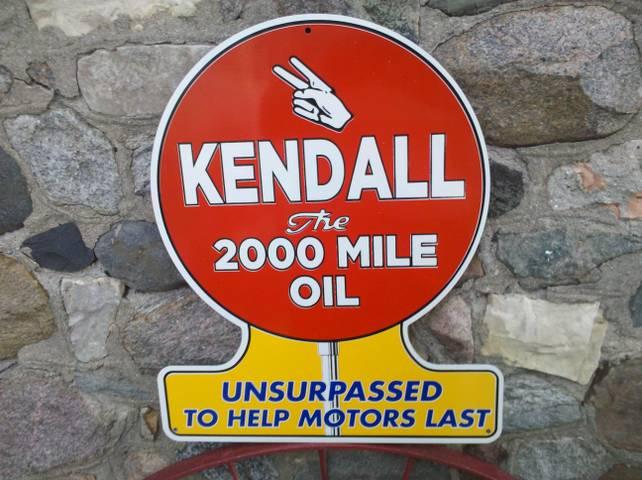 KENDALL
The
2000 MILE
OIL
UNSURPASSED
TO HELP MOTORS LAST